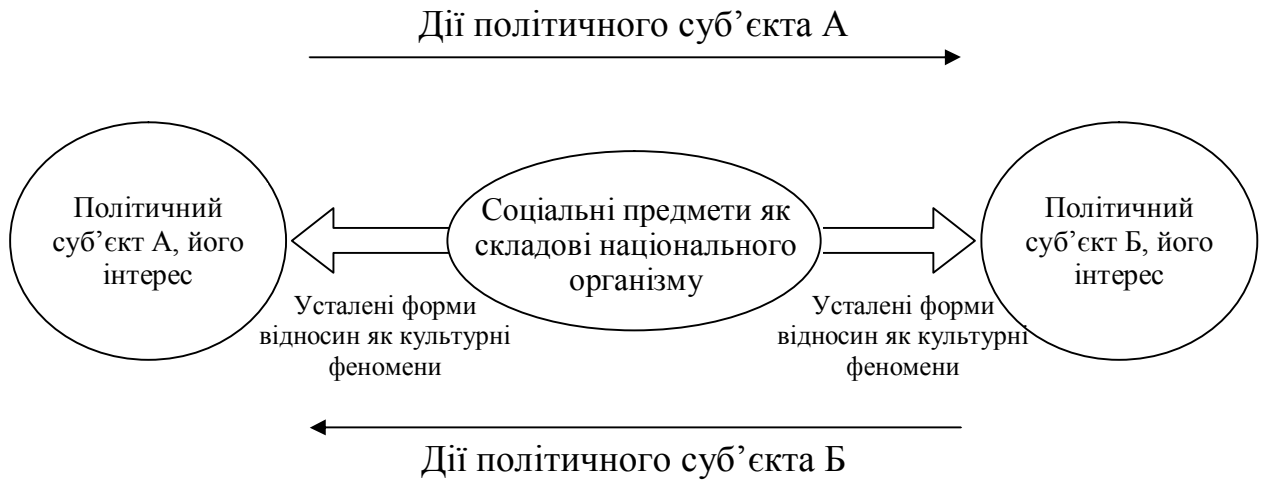 Дії політичного суб’єкта А
Політичний
суб’єкт А, його
інтерес
Соціальні предмети як
складові національного
організму
Політичний
суб’єкт Б, його
інтерес
Усталені форми
відносин як культурні
феномени
Усталені форми
відносин як культурні
феномени
Дії політичного суб’єкта Б